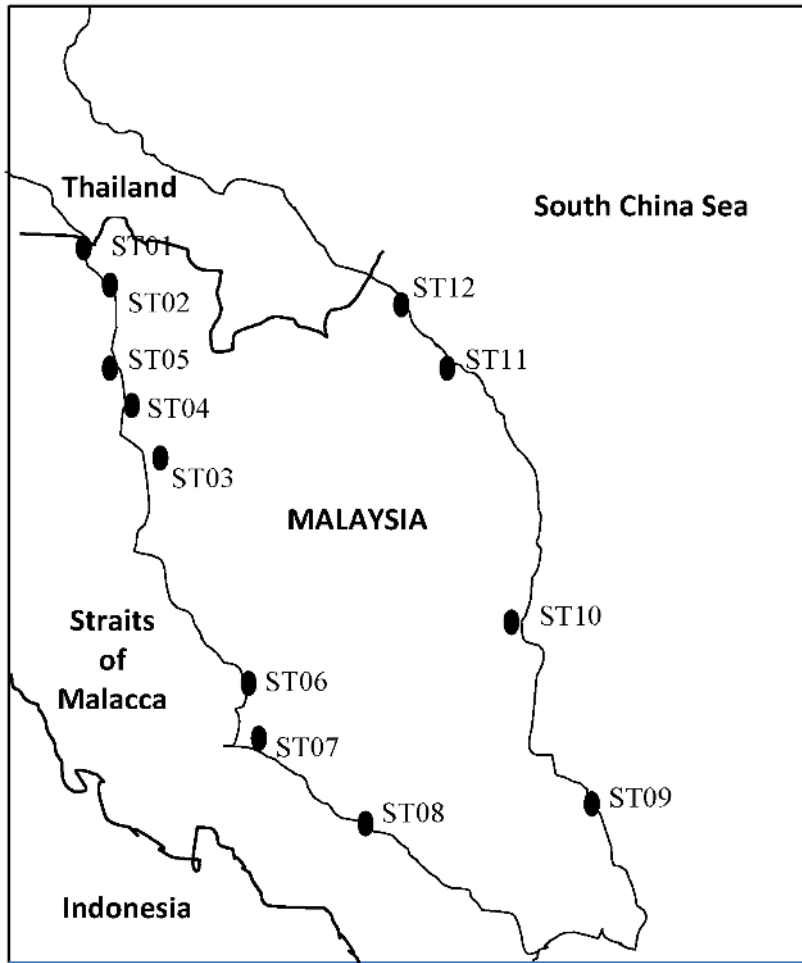 Thailand
South China Sea
ST01
ST02
ST12
ST05
ST11
ST04
ST03
MALAYSIA
Straits
of
Malacca
ST10
ST06
ST07
ST09
ST08
Indonesia